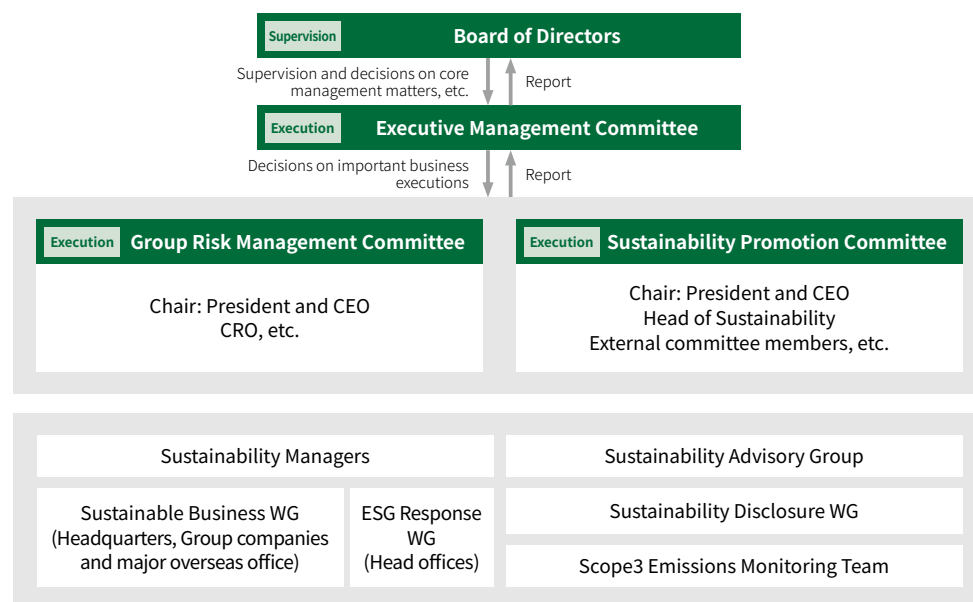 Supervision
Board of Directors
Supervision and decisions on core
management matters, etc.
Report
Execution
Executive Management Committee
Decisions on important business
executions
Report
Execution
Group Risk Management Committee
Chair: President and CEO
CRO, etc.
Execution
Sustainability Promotion Committee
Chair: President and CEO
Head of Sustainability
External committee members, etc.
Sustainability Managers
Sustainability Advisory Group
Sustainable Business WG
(Headquarters, Group companies
and major overseas office)
ESG Response
WG
(Head offices)
Sustainability Disclosure WG
Scope3 Emissions Monitoring Team